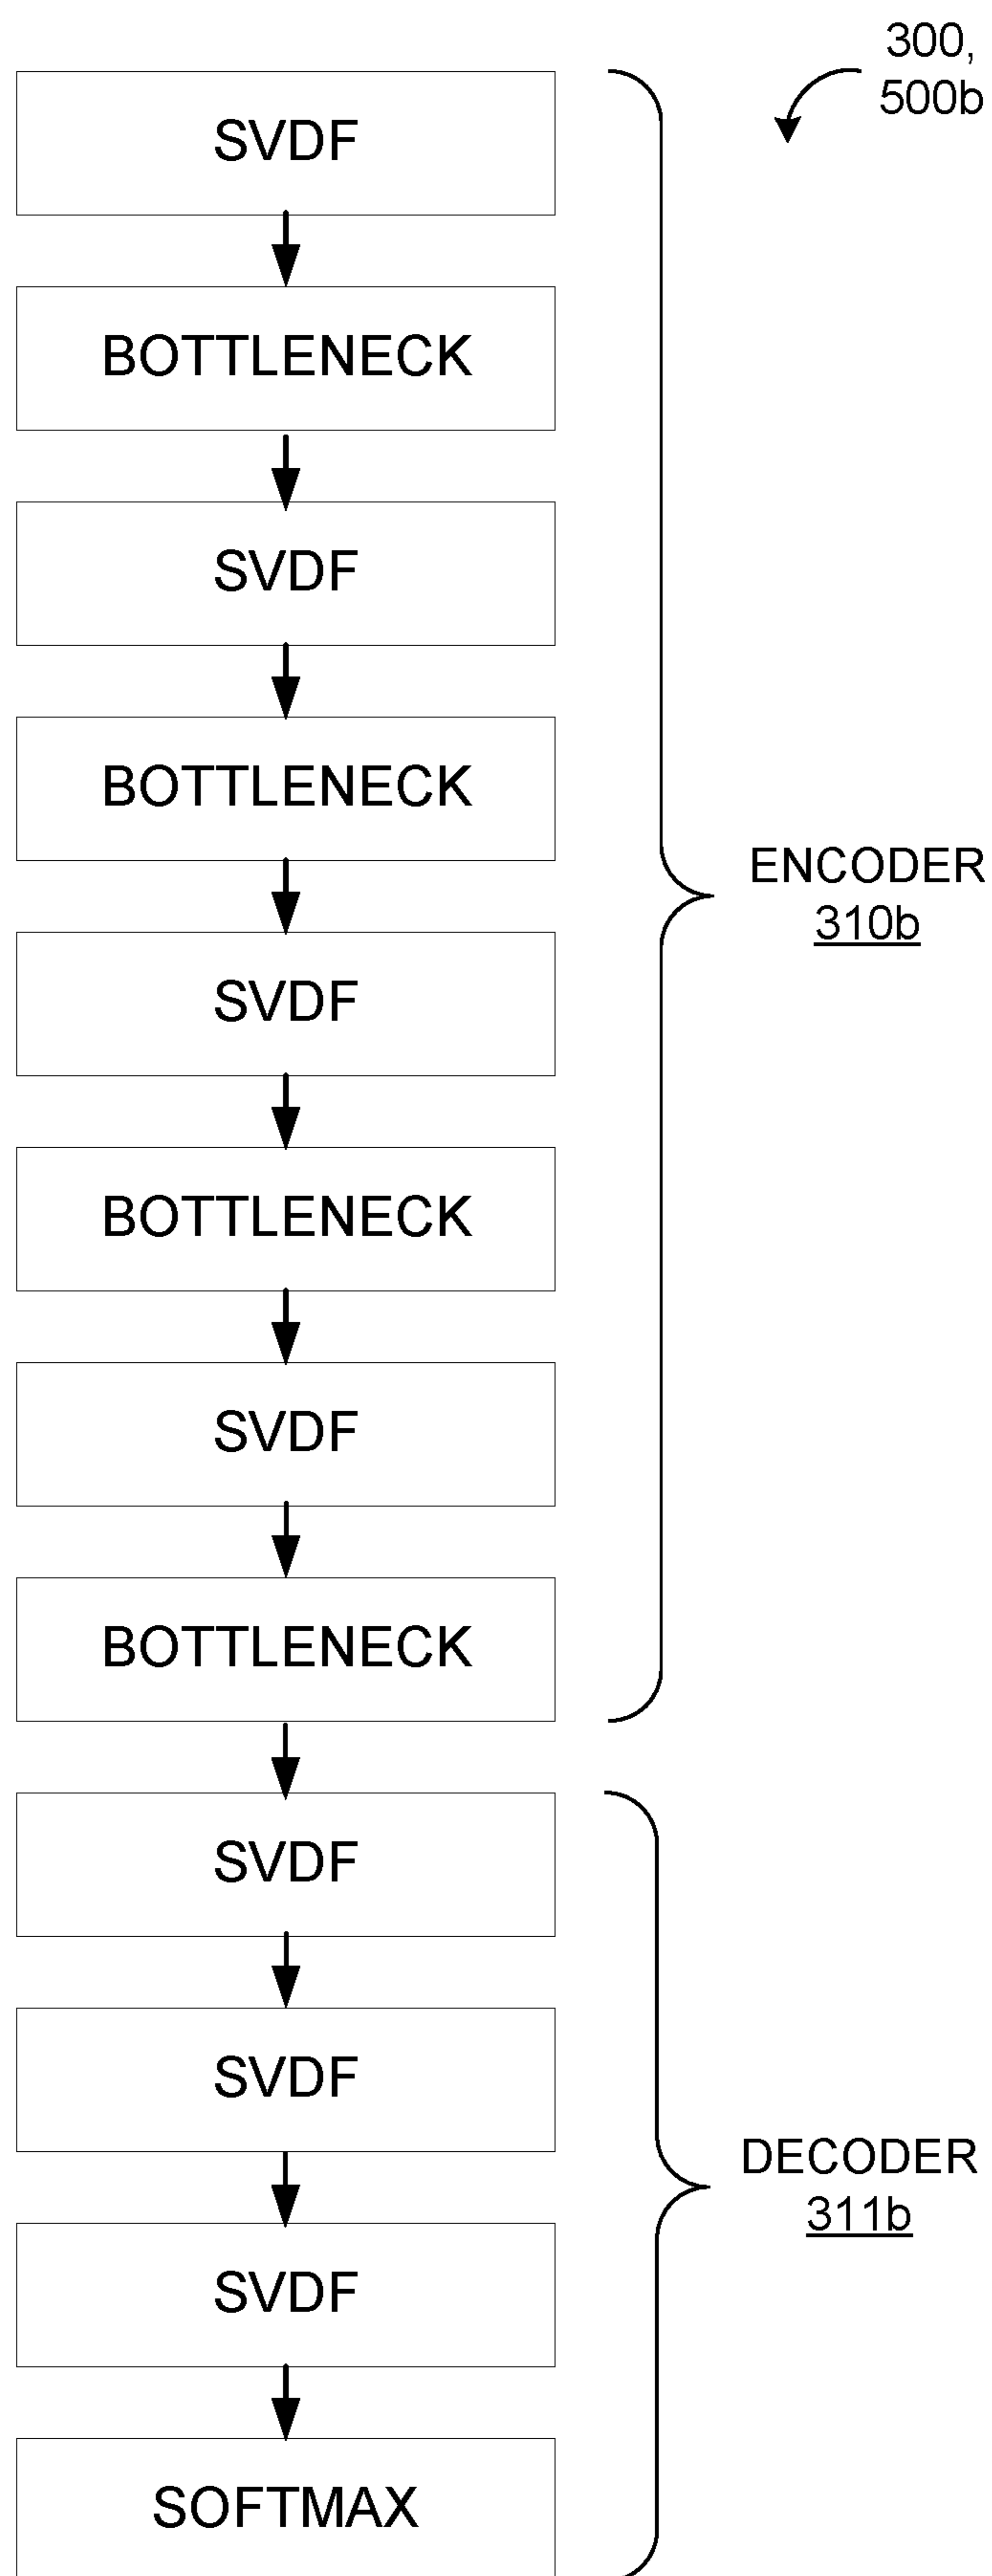 300,
500b
SVDF
BOTTLENECK
SVDF
BOTTLENECK
ENCODER
310b
SVDF
BOTTLENECK
SVDF
BOTTLENECK
SVDF
SVDF
DECODER
311b
SVDF
SOFTMAX